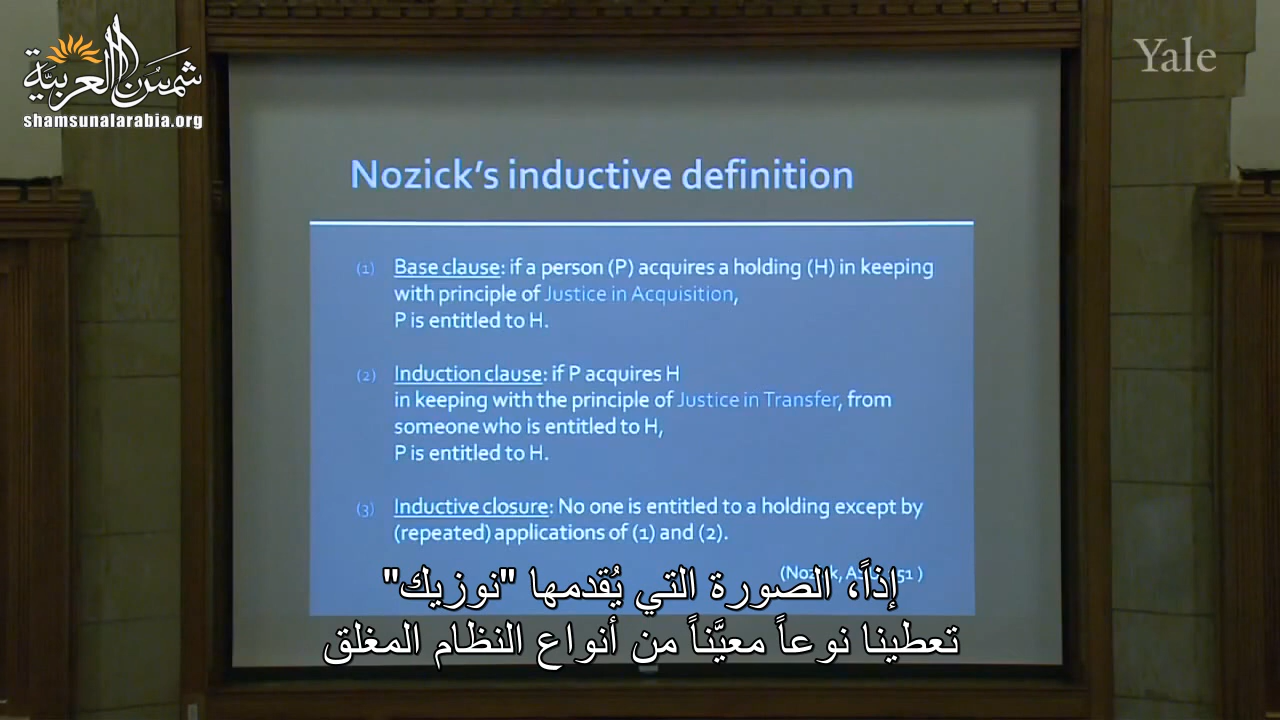 شمسُ العربيَّة
shamsunalarabia.org
Yale
Nozick's inductive definition
(1) Base clause: if a person (P) acquires a holding (H) in keeping
with principle of Justice in Acquisition,
P is entitled to H.
(2) Induction clause: if P acquires H
in keeping with the principle of Justice in Transfer, from
someone who is entitled to H,
P is entitled to H.
(3) Inductive closure: No one is entitled to a holding except by
(repeated) applications of (1) and (2).
إذاً، الصورة التي يُقدمها "نوزيك"
تعطينا نوعاً معيَّناً من أنواع النظام المغلق